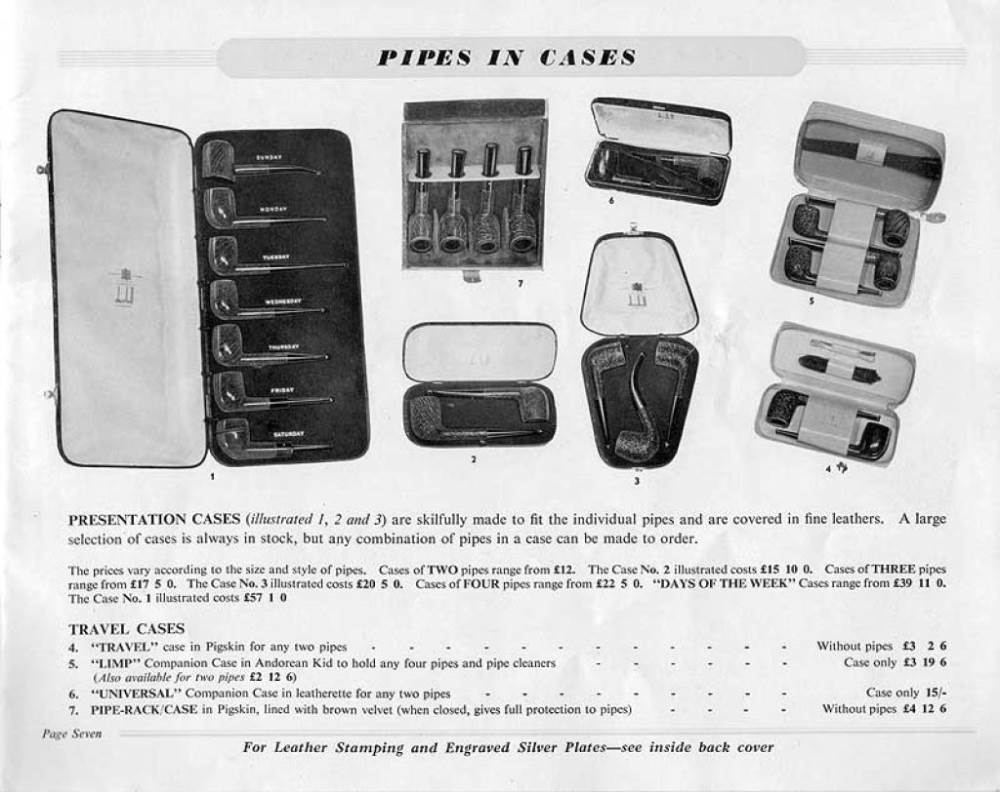 PIPES IN CASES
SUNDAY
MONDAY
TUESDAY
WEDNESDAY
THURSDAY
FRIDAY
SATURDAY
1
7
2
6
3
5
4
PRESENTATION CASES (illustrated 1, 2 and 3) are skilfully made to fit the individual pipes and are covered in fine leathers. A large
selection of cases is always in stock, but any combination of pipes in a case can be made to order.
The prices vary according to the size and style of pipes. Cases of TWO pipes range from £12. The Case No. 2 illustrated costs £15 10 0. Cases of THREE pipes
range from £17 5 0. The Case No. 3 illustrated costs £20 5 0. Cases of FOUR pipes range from £22 5 0. "DAYS OF THE WEEK" Cases range from £39 11 0.
The Case No. 1 illustrated costs £57 1 0
TRAVEL CASES
4. "TRAVEL" case in Pigskin for any two pipes - - - - - - - - - - Without pipes £3 2 6
5. "LIMP" Companion Case in Andorean Kid to hold any four pipes and pipe cleaners - - - - - Case only £3 19 6
(Also available for two pipes £2 12 6)
6. "UNIVERSAL" Companion Case in leatherette for any two pipes - - - - - - - - - Case only 15/-
7. PIPE-RACK/CASE in Pigskin, lined with brown velvet (when closed, gives full protection to pipes) - - - - Without pipes £4 12 6
Page Seven
For Leather Stamping and Engraved Silver Plates—see inside back cover